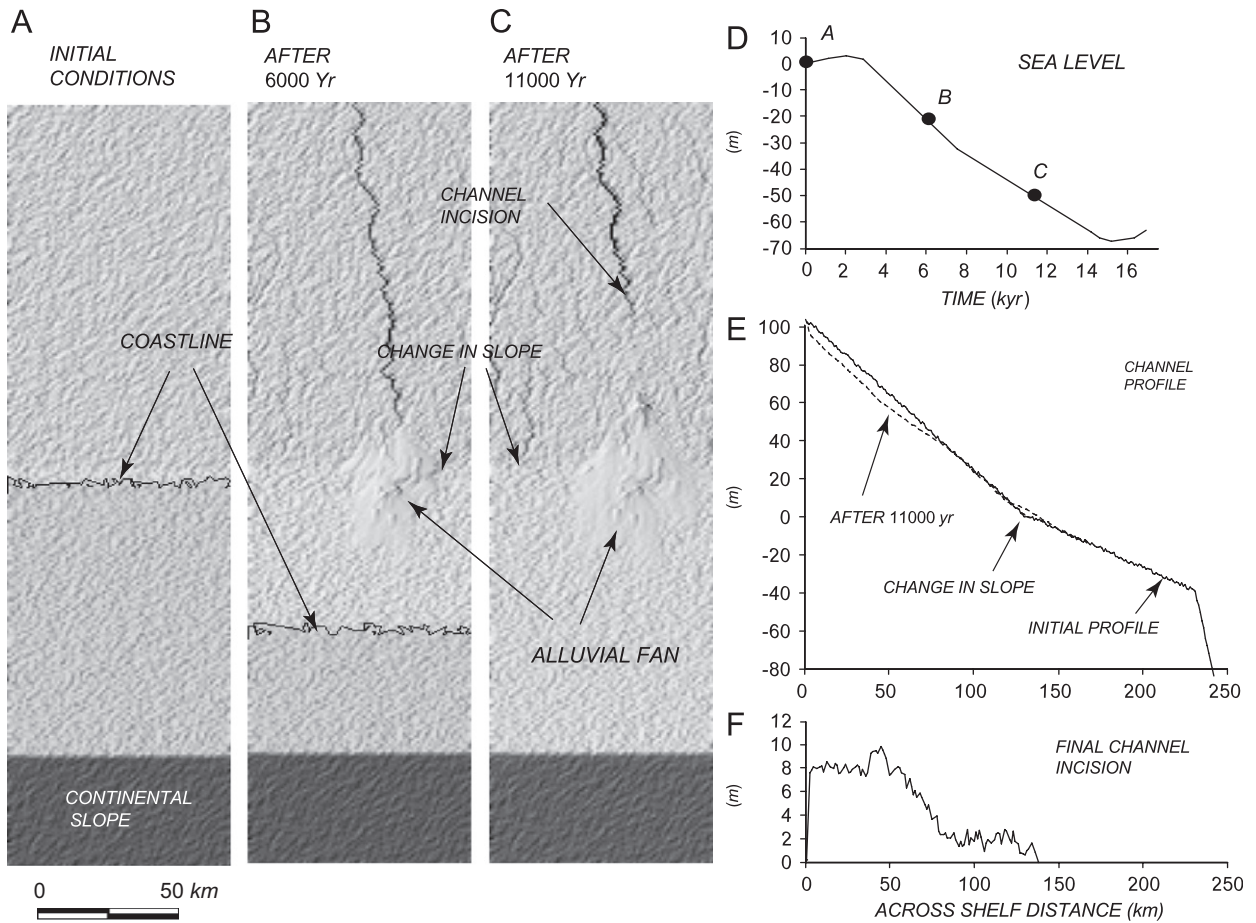 A
INITIAL
CONDITIONS
COASTLINE
CONTINENTAL
SLOPE
0 50 km
B
AFTER
6000 Yr
C
AFTER
11000 Yr
CHANNEL
INCISION
CHANGE IN SLOPE
ALLUVIAL FAN
D
SEA LEVEL
A
B
C
(m)
10
0
-10
-20
-30
-40
-50
-60
-70
0 2 4 6 8 10 12 14 16
TIME (kyr)
E
CHANNEL
PROFILE
(m)
100
80
60
40
20
0
-20
-40
-60
-80
AFTER 11000 yr
CHANGE IN SLOPE
INITIAL PROFILE
0 50 100 150 200 250
F
FINAL CHANNEL
INCISION
(m)
12
10
8
6
4
2
0
0 50 100 150 200 250
ACROSS SHELF DISTANCE (km)